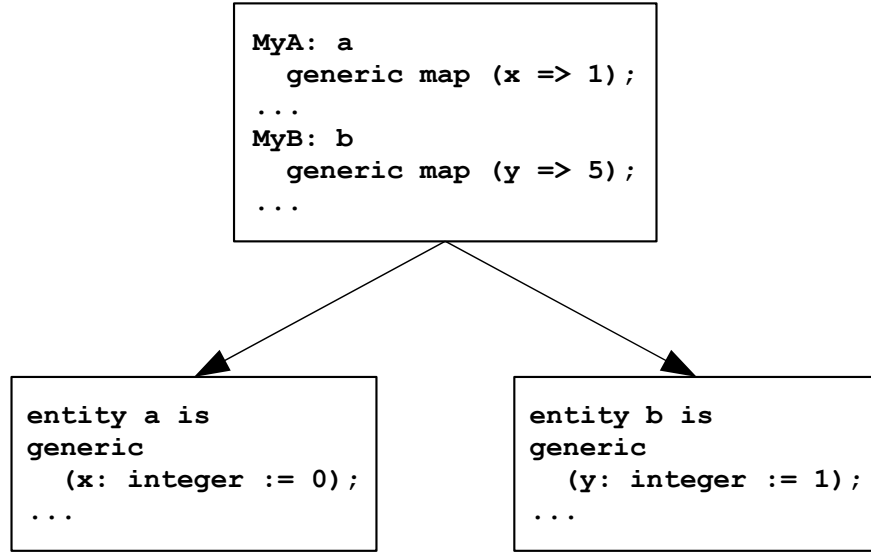 MyA: a
  generic map (x => 1);
...
MyB: b
  generic map (y => 5);
...
entity a is
generic
  (x: integer := 0);
...
entity b is
generic
  (y: integer := 1);
...